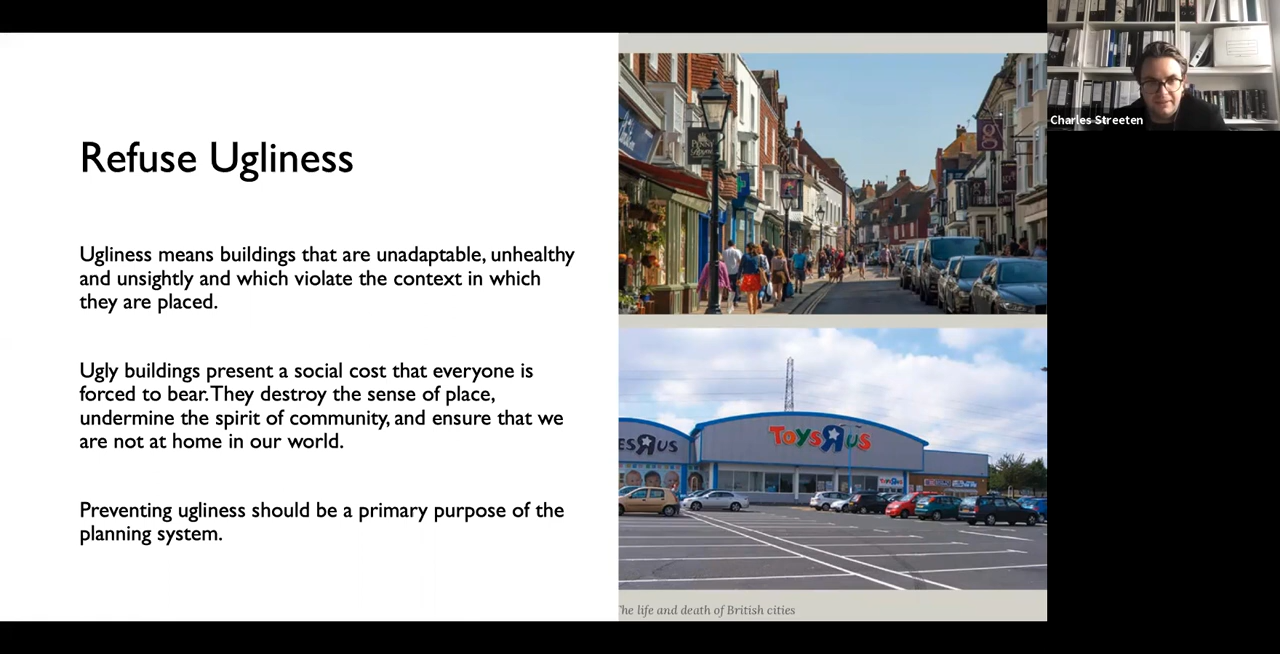 Refuse Ugliness
Ugliness means buildings that are unadaptable, unhealthy
and unsightly and which violate the context in which
they are placed.
Ugly buildings present a social cost that everyone is
forced to bear. They destroy the sense of place,
undermine the spirit of community, and ensure that we
are not at home in our world.
Preventing ugliness should be a primary purpose of the
planning system.
g
ESRUS
TOYSRUS
The life and death of British cities
Charles Streeten